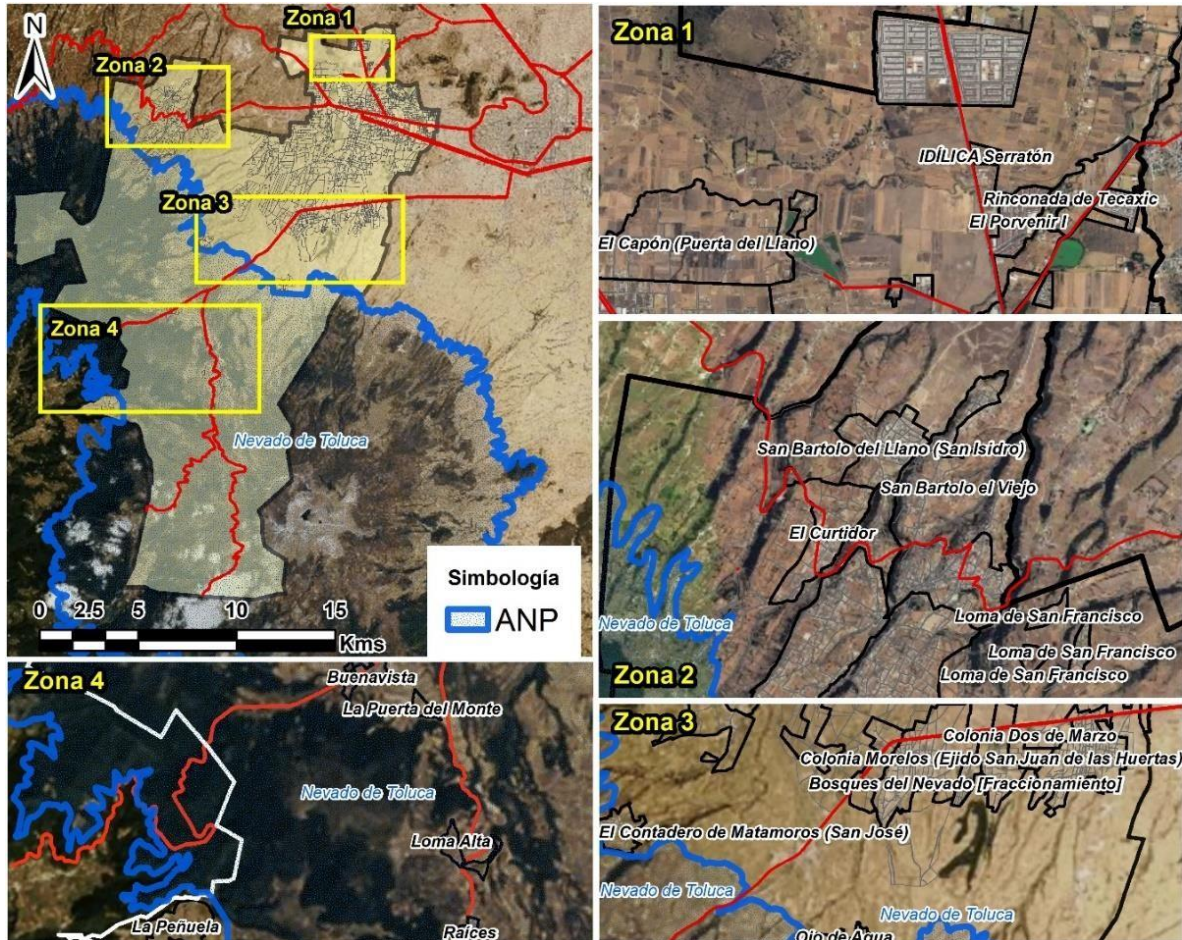 N
Zona 1
Zona 2
Zona 3
Zona 4
Nevado de Toluca
Simbología
ANP
0 2.5 5 10 15
Kms
Zona 1
IDÍLICA Serratón
Rinconada de Tecaxic
El Porvenir I
El Capón (Puerta del Llano)
San Bartolo del Llano (San Isidro)
San Bartolo el Viejo
El Curtidor
Nevado de Toluca
Loma de San Francisco
Loma de San Francisco
Loma de San Francisco
Zona 2
Zona 4
Buenavista
La Puerta del Monte
Nevado de Toluca
Loma Alta
La Peñuela
Raíces
Zona 3
Colonia Dos de Marzo
Colonia Morelos (Ejido San Juan de las Huertas)
Bosques del Nevado [Fraccionamiento]
El Contadero de Matamoros (San José)
Nevado de Toluca
Nevado de Toluca
Ojo de Agua